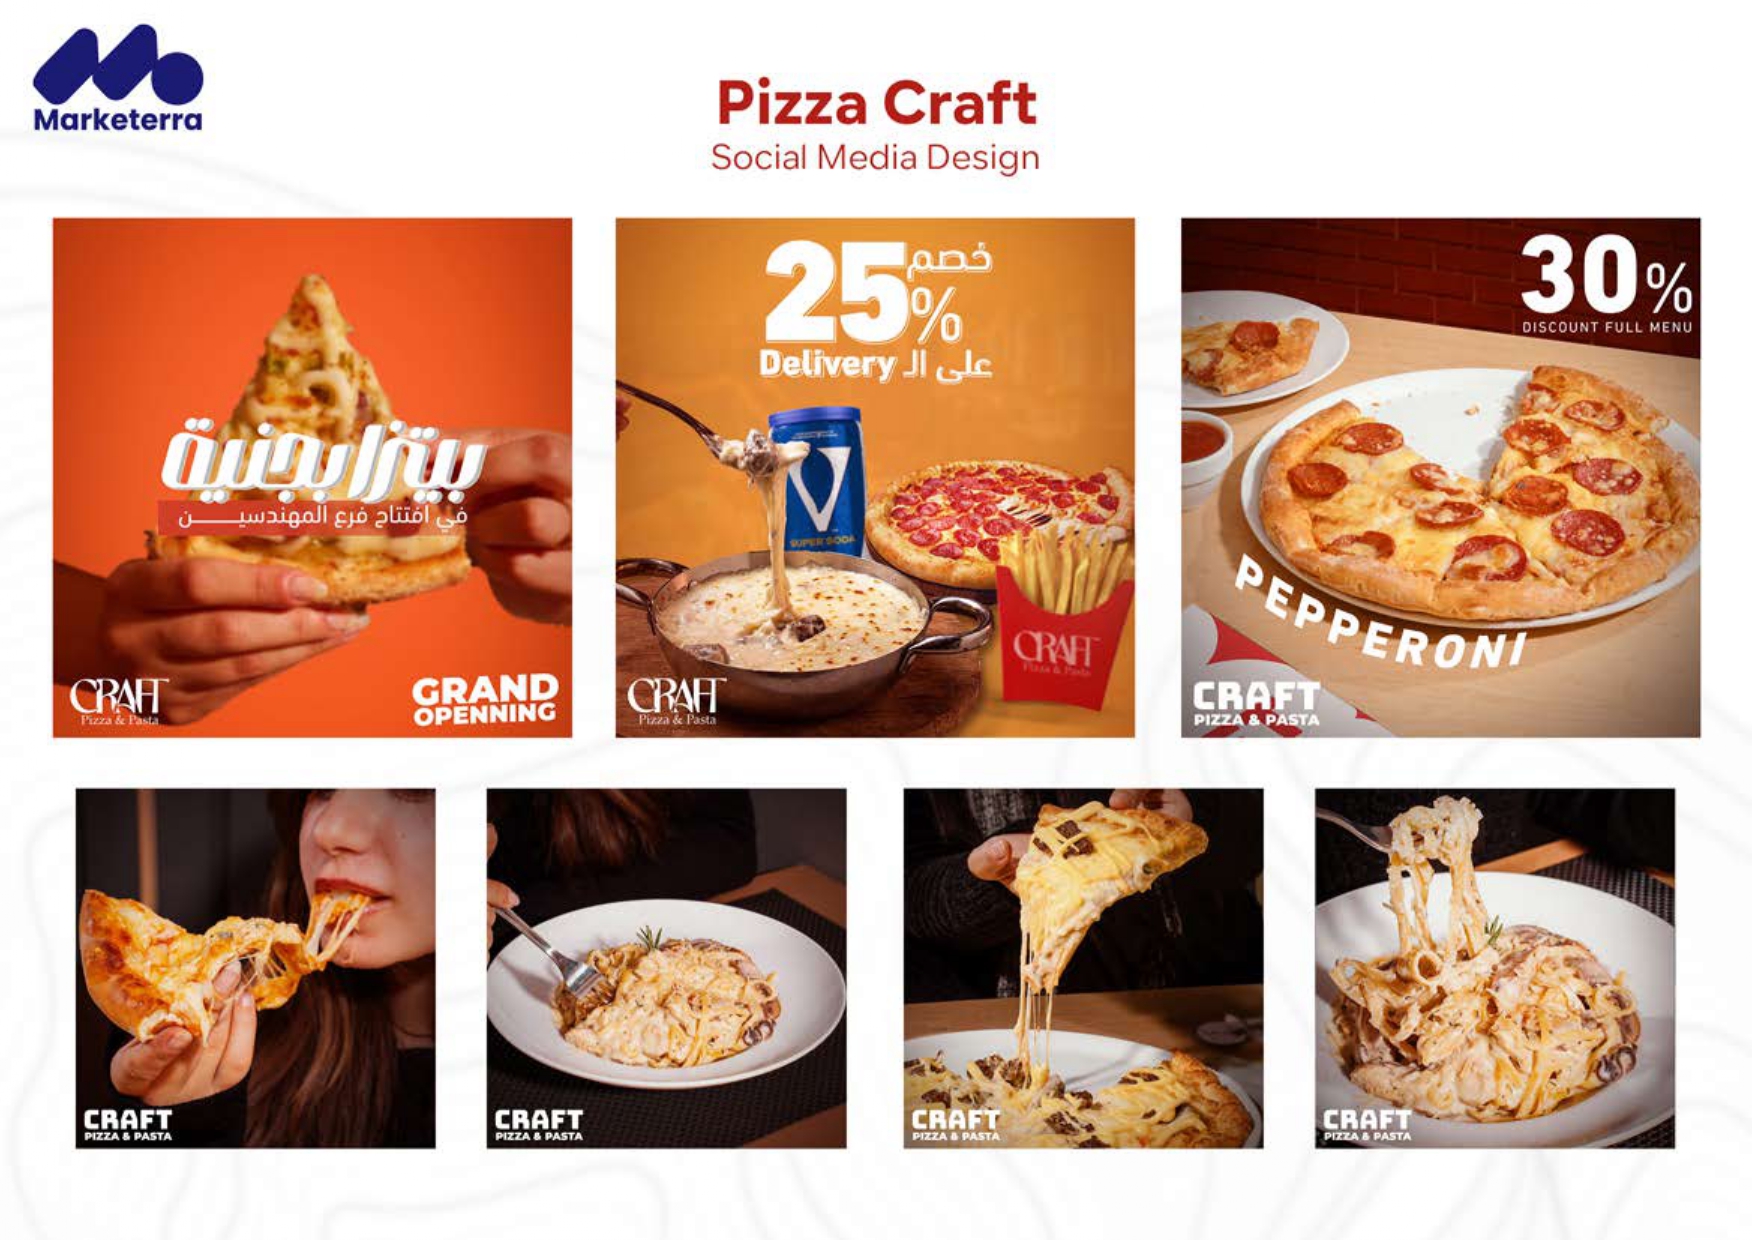 Marketerra
Pizza Craft
Social Media Design
بيتزا بجنية
في افتتاح فرع المهندسيـــــن
CRAFT
Pizza & Pasta
GRAND
OPENNING
خصم
25%
على الـ Delivery
V
SUPER SODA
CRAFT
Pizza & Pasta
CRAFT
Pizza & Pasta
30%
DISCOUNT FULL MENU
PEPPERONI
CRAFT
PIZZA & PASTA
CRAFT
PIZZA & PASTA
CRAFT
PIZZA & PASTA
CRAFT
PIZZA & PASTA
CRAFT
PIZZA & PASTA